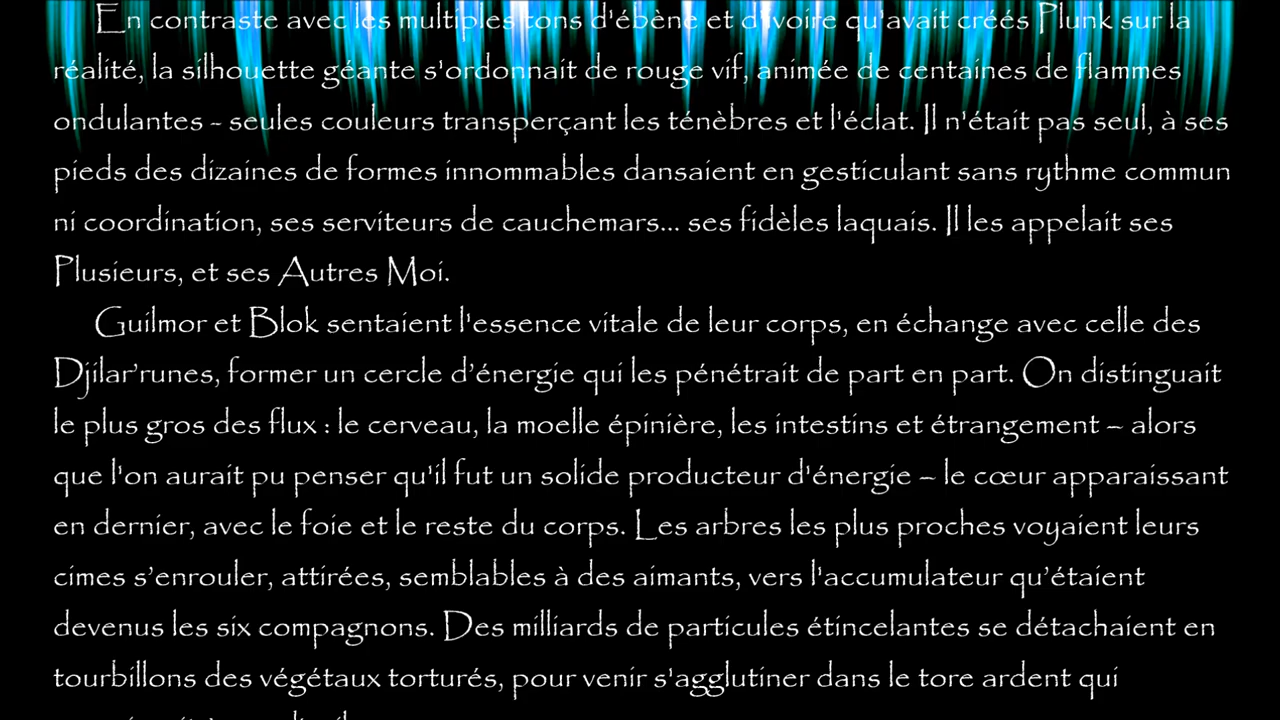 En contraste avec les multiples tons d'ébène et d'ivoire qu'avait créés Plunk sur la
réalité, la silhouette géante s'ordonnait de rouge vif, animée de centaines de flammes
ondulantes - seules couleurs transperçant les ténèbres et l'éclat. Il n'était pas seul, à ses
pieds des dizaines de formes innommables dansaient en gesticulant sans rythme commun
ni coordination, ses serviteurs de cauchemars... ses fidèles laquais. Il les appelait ses
Plusieurs, et ses Autres Moi.
Guilmor et Blok sentaient l'essence vitale de leur corps, en échange avec celle des
Djilar'runes, former un cercle d'énergie qui les pénétrait de part en part. On distinguait
le plus gros des flux : le cerveau, la moelle épinière, les intestins et étrangement – alors
que l'on aurait pu penser qu'il fut un solide producteur d'énergie – le cœur apparaissant
en dernier, avec le foie et le reste du corps. Les arbres les plus proches voyaient leurs
cimes s’enrouler, attirées, semblables à des aimants, vers l'accumulateur qu’étaient
devenus les six compagnons. Des milliards de particules étincelantes se détachaient en
tourbillons des végétaux torturés, pour venir s'agglutiner dans le tore ardent qui